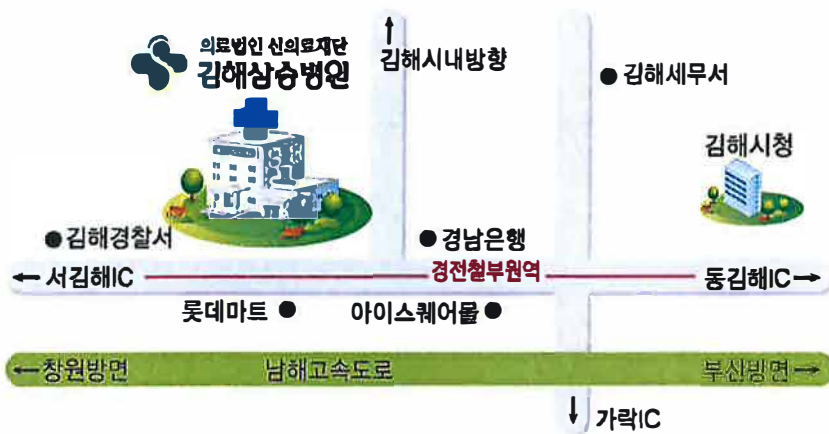 의료법인 신의료재단
김해삼승병원
김해시내방향
김해세무서
김해시청
김해경찰서
경남은행
경전철부원역
← 서김해IC
동김해IC →
롯데마트
아이스퀘어몰
← 창원방면
남해고속도로
부산방면 →
가락IC